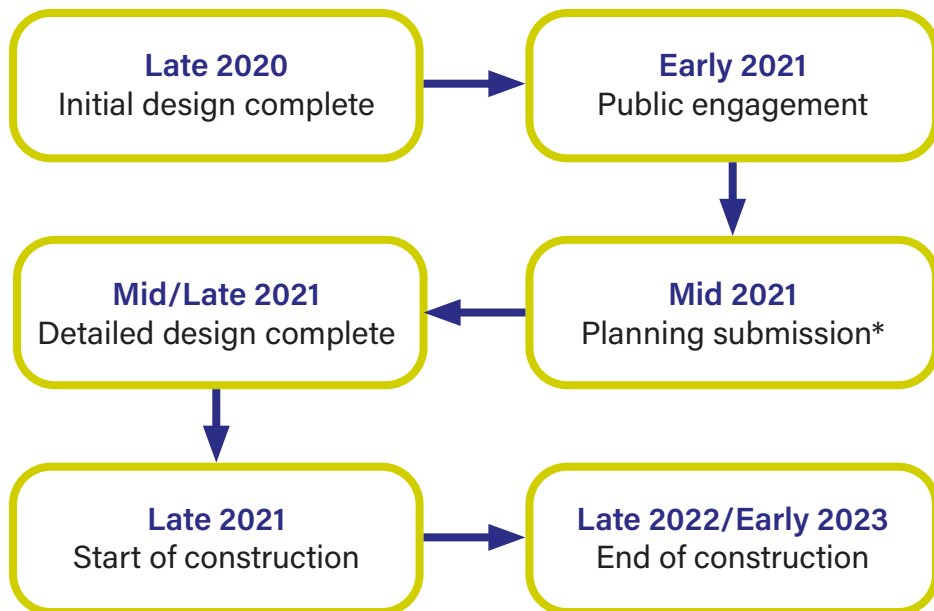 Late 2020
Initial design complete
Early 2021
Public engagement
Mid 2021
Planning submission*
Mid/Late 2021
Detailed design complete
Late 2021
Start of construction
Late 2022/Early 2023
End of construction